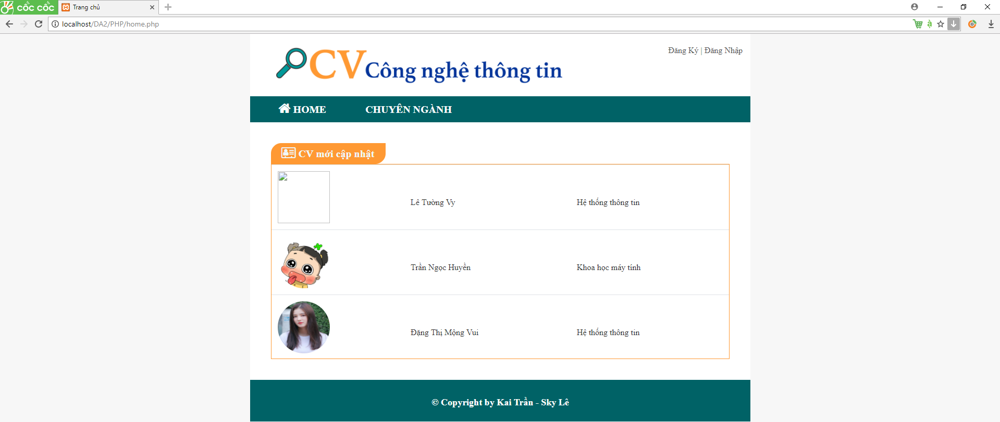 cốc cốc
Trang chủ
localhost/DA2/PHP/home.php
CV Công nghệ thông tin
Đăng Ký | Đăng Nhập
HOME
CHUYÊN NGÀNH
CV mới cập nhật
Lê Tường Vy
Hệ thống thông tin
Trần Ngọc Huyền
Khoa học máy tính
Đặng Thị Mộng Vui
Hệ thống thông tin
© Copyright by Kai Trần - Sky Lê